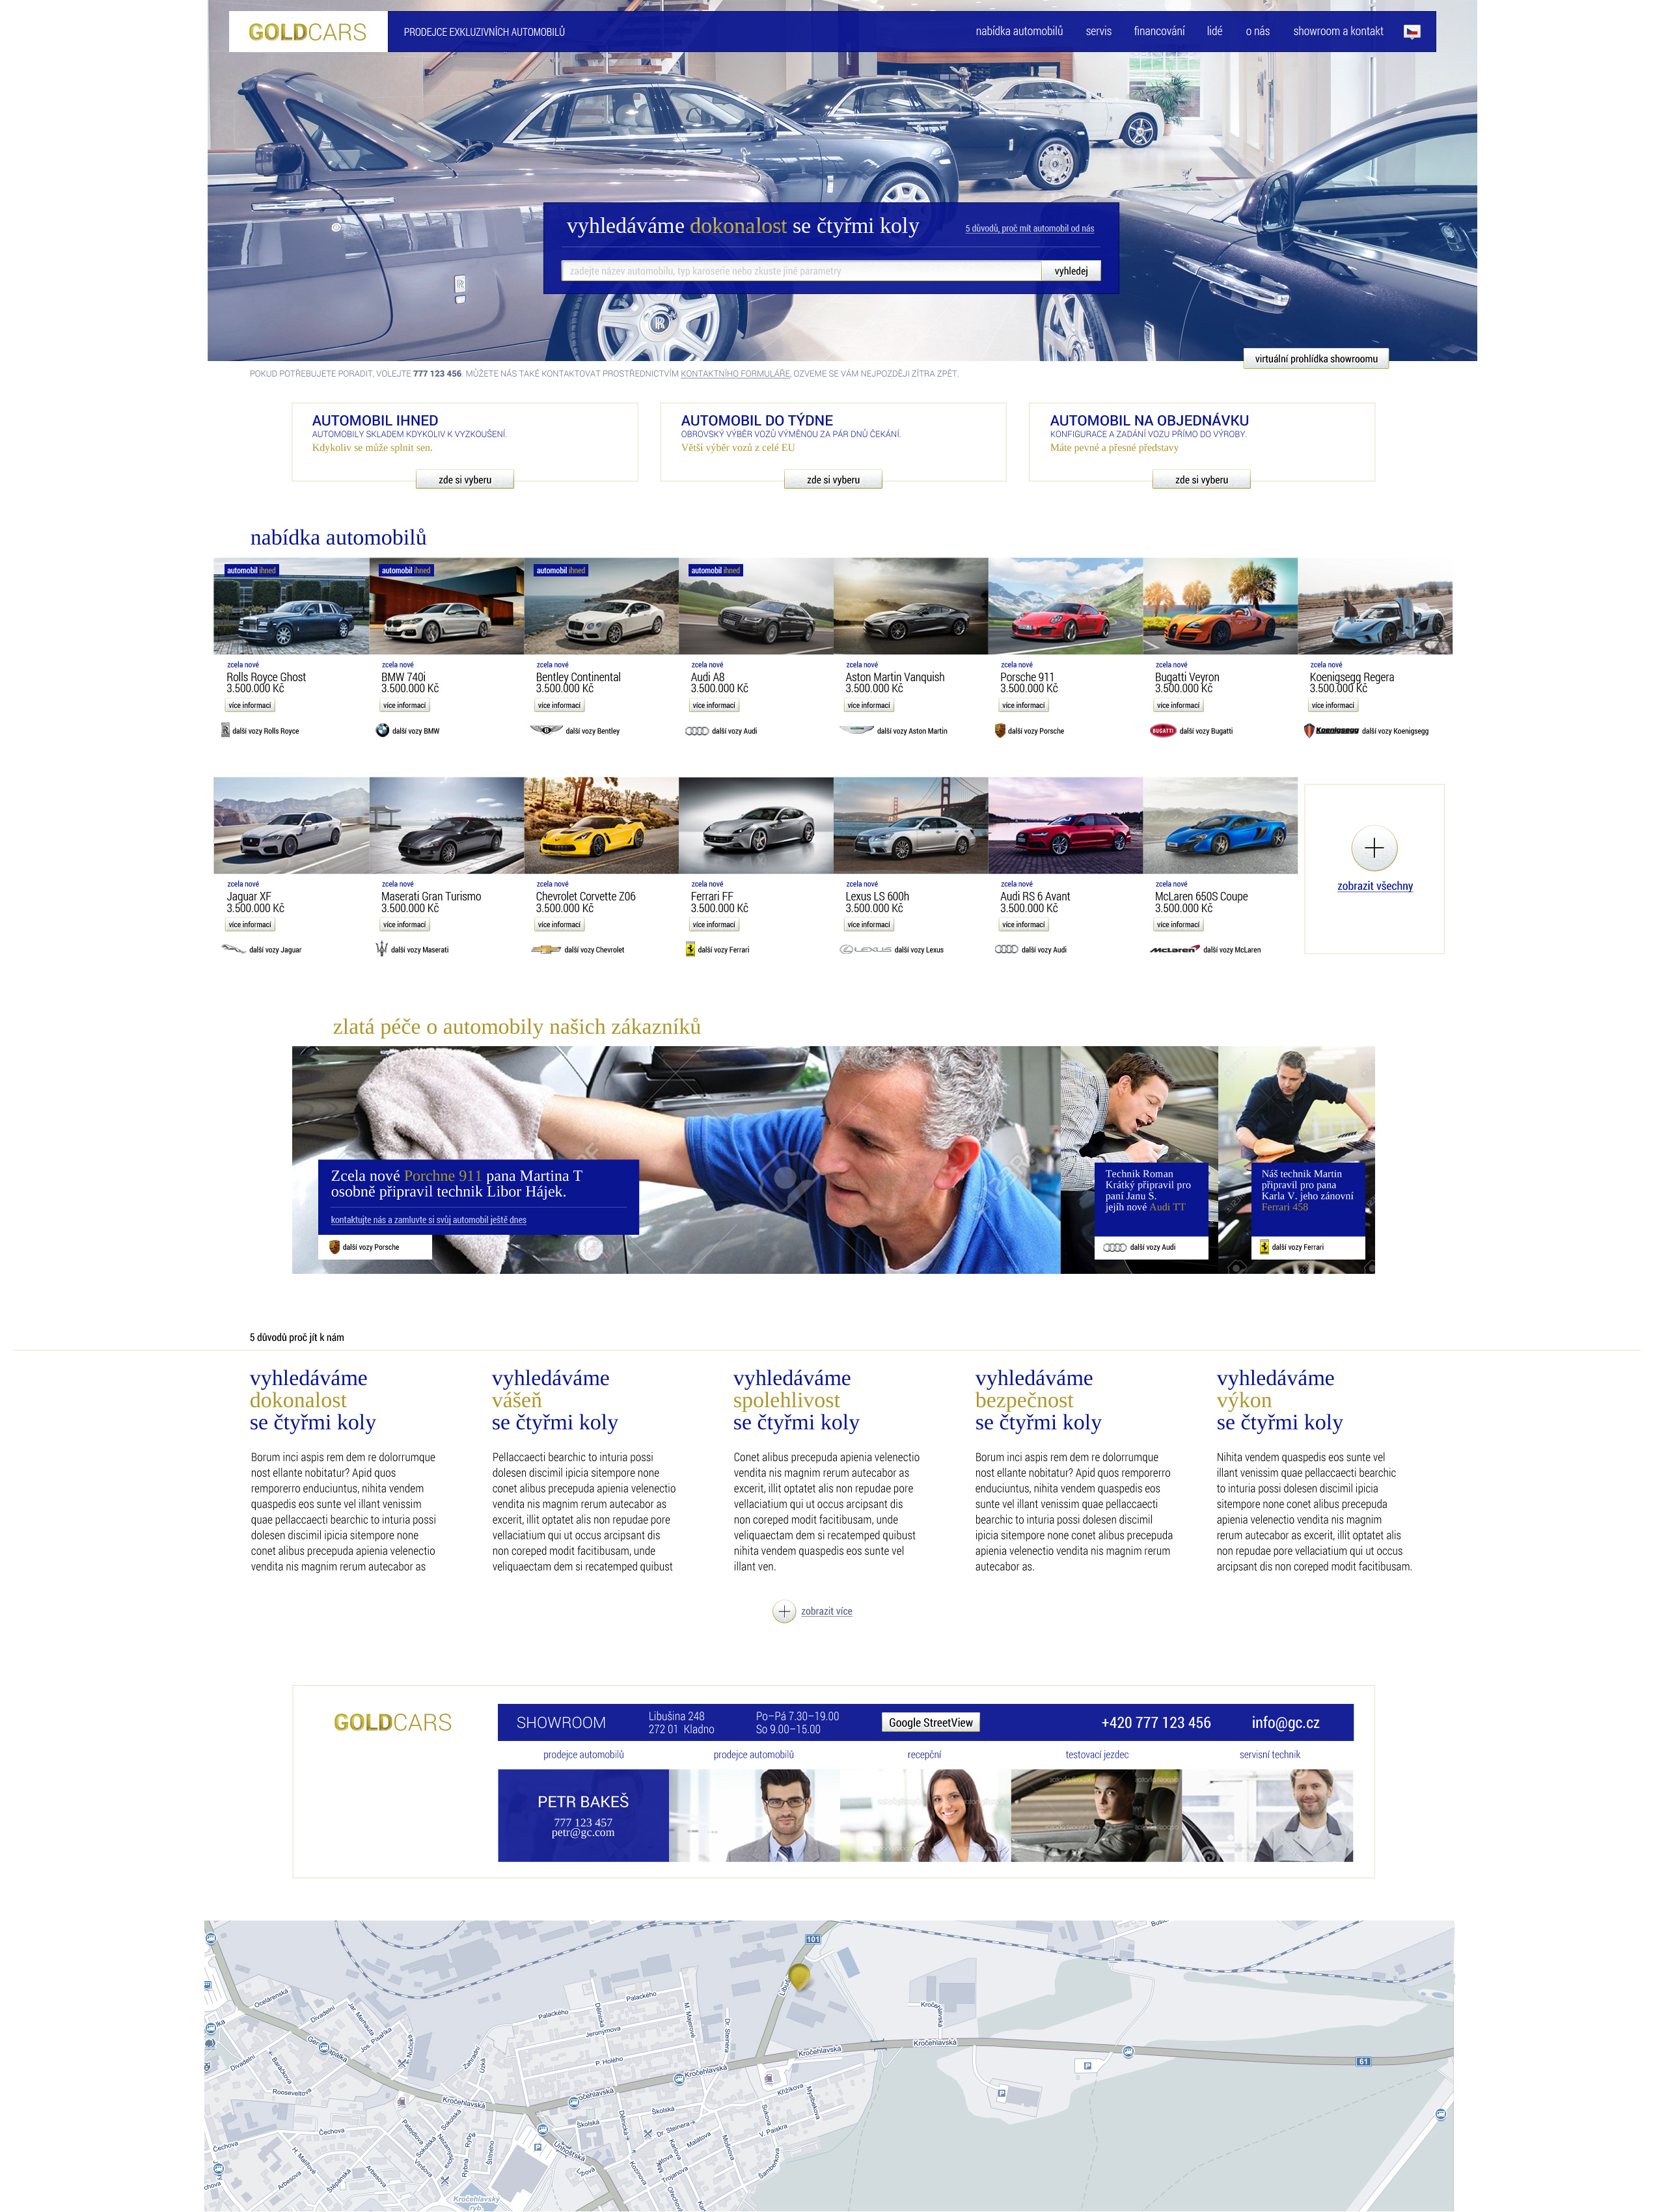 GOLDCARS
PRODEJCE EXKLUZIVNÍCH AUTOMOBILŮ
nabídka automobilů servis financování lidé o nás showroom a kontakt
vyhledáváme dokonalost se čtyřmi koly
5 důvodů, proč mít automobil od nás
zadejte název automobilu, typ karoserie nebo zkuste jiné parametry
vyhledej
virtuální prohlídka showroomu
POKUD POTŘEBUJETE PORADIT, VOLEJTE 777 123 456. MŮŽETE NÁS TAKÉ KONTAKTOVAT PROSTŘEDNICTVÍM KONTAKTNÍHO FORMULÁŘE. OZVEME SE VÁM NEJPOZDĚJI ZÍTRA ZPĚT.
AUTOMOBIL IHNED
AUTOMOBILY SKLADEM KDYKOLIV K VYZKOUŠENÍ.
Kdykoliv se může splnit sen.
zde si vyberu
AUTOMOBIL DO TÝDNE
OBROVSKÝ VÝBĚR VOZŮ VÝMĚNOU ZA PÁR DNŮ ČEKÁNÍ.
Větší výběr vozů z celé EU
zde si vyberu
AUTOMOBIL NA OBJEDNÁVKU
KONFIGURACE A ZADÁNÍ VOZU PŘÍMO DO VÝROBY.
Máte pevné a přesné představy
zde si vyberu
nabídka automobilů
automobil ihned automobil ihned automobil ihned automobil ihned
zcela nové zcela nové zcela nové zcela nové zcela nové zcela nové zcela nové zcela nové
Rolls Royce Ghost BMW 740i Bentley Continental Audi A8 Aston Martin Vanquish Porsche 911 Bugatti Veyron Koenigsegg Regera
3.500.000 Kč 3.500.000 Kč 3.500.000 Kč 3.500.000 Kč 3.500.000 Kč 3.500.000 Kč 3.500.000 Kč 3.500.000 Kč
více informací více informací více informací více informací více informací více informací více informací více informací
další vozy Rolls Royce další vozy BMW další vozy Bentley další vozy Audi další vozy Aston Martin další vozy Porsche BUGATTI další vozy Bugatti Koenigsegg další vozy Koenigsegg
zcela nové zcela nové zcela nové zcela nové zcela nové zcela nové zcela nové
Jaguar XF Maserati Gran Turismo Chevrolet Corvette Z06 Ferrari FF Lexus LS 600h Audi RS 6 Avant McLaren 650S Coupe
3.500.000 Kč 3.500.000 Kč 3.500.000 Kč 3.500.000 Kč 3.500.000 Kč 3.500.000 Kč 3.500.000 Kč
více informací více informací více informací více informací více informací více informací více informací
další vozy Jaguar další vozy Maserati další vozy Chevrolet další vozy Ferrari LEXUS další vozy Lexus další vozy Audi McLaren další vozy McLaren
zobrazit všechny
zlatá péče o automobily našich zákazníků
Zcela nové Porchne 911 pana Martina T
osobně připravil technik Libor Hájek.
kontaktujte nás a zamluvte si svůj automobil ještě dnes
další vozy Porsche
Technik Roman
Krátký připravil pro
paní Janu S.
jejíh nové Audi TT
další vozy Audi
Náš technik Martin
připravil pro pana
Karla V. jeho zánovní
Ferrari 458
další vozy Ferrari
5 důvodů proč jít k nám
vyhledáváme
dokonalost
se čtyřmi koly
Borum inci aspis rem dem re dolorrumque
nost ellante nobitatur? Apid quos
remporerro enduciuntus, nihita vendem
quaspedis eos sunte vel illant venissim
quae pellaccaecti bearchic to inturia possi
dolesen discimil ipicia sitempore none
conet alibus precepuda apienia velenectio
vendita nis magnim rerum autecabor as
vyhledáváme
vášeň
se čtyřmi koly
Pellaccaecti bearchic to inturia possi
dolesen discimil ipicia sitempore none
conet alibus precepuda apienia velenectio
vendita nis magnim rerum autecabor as
excerit, illit optatet alis non repudae pore
vellaciatium qui ut occus arcipsant dis
non coreped modit facitibusam, unde
veliquaectam dem si recatemped quibust
vyhledáváme
spolehlivost
se čtyřmi koly
Conet alibus precepuda apienia velenectio
vendita nis magnim rerum autecabor as
excerit, illit optatet alis non repudae pore
vellaciatium qui ut occus arcipsant dis
non coreped modit facitibusam, unde
veliquaectam dem si recatemped quibust
nihita vendem quaspedis eos sunte vel
illant ven.
vyhledáváme
bezpečnost
se čtyřmi koly
Borum inci aspis rem dem re dolorrumque
nost ellante nobitatur? Apid quos remporerro
enduciuntus, nihita vendem quaspedis eos
sunte vel illant venissim quae pellaccaecti
bearchic to inturia possi dolesen discimil
ipicia sitempore none conet alibus precepuda
apienia velenectio vendita nis magnim rerum
autecabor as.
vyhledáváme
výkon
se čtyřmi koly
Nihita vendem quaspedis eos sunte vel
illant venissim quae pellaccaecti bearchic
to inturia possi dolesen discimil ipicia
sitempore none conet alibus precepuda
apienia velenectio vendita nis magnim
rerum autecabor as excerit, illit optatet alis
non repudae pore vellaciatium qui ut occus
arcipsant dis non coreped modit facitibusam.
zobrazit více
GOLDCARS
SHOWROOM
Libušina 248
272 01 Kladno
Po–Pá 7.30–19.00
So 9.00–15.00
Google StreetView
+420 777 123 456
info@gc.cz
prodejce automobilů prodejce automobilů recepční testovací jezdec servisní technik
PETR BAKEŠ
777 123 457
petr@gc.com
101
Ocelárenská
Divadelní
Jar. Merhauta
Jos. Písaříka
Palackého
Palackého
Dělnická
Jeronýmova
M. Majerové
Dr. Steinera
P. Holého
Zahradní
Úzká
Divadelní
Rooseveltova
Kročehlavská
Kročehlavská
Kročehlavská
Kročehlavská
Kročehlavská
61
Křižíkova
Školská
Školská
Dr. Steinera
V. Palaskra
Čechova
Čechova
Sokolská
Kročehlavský
ryb.